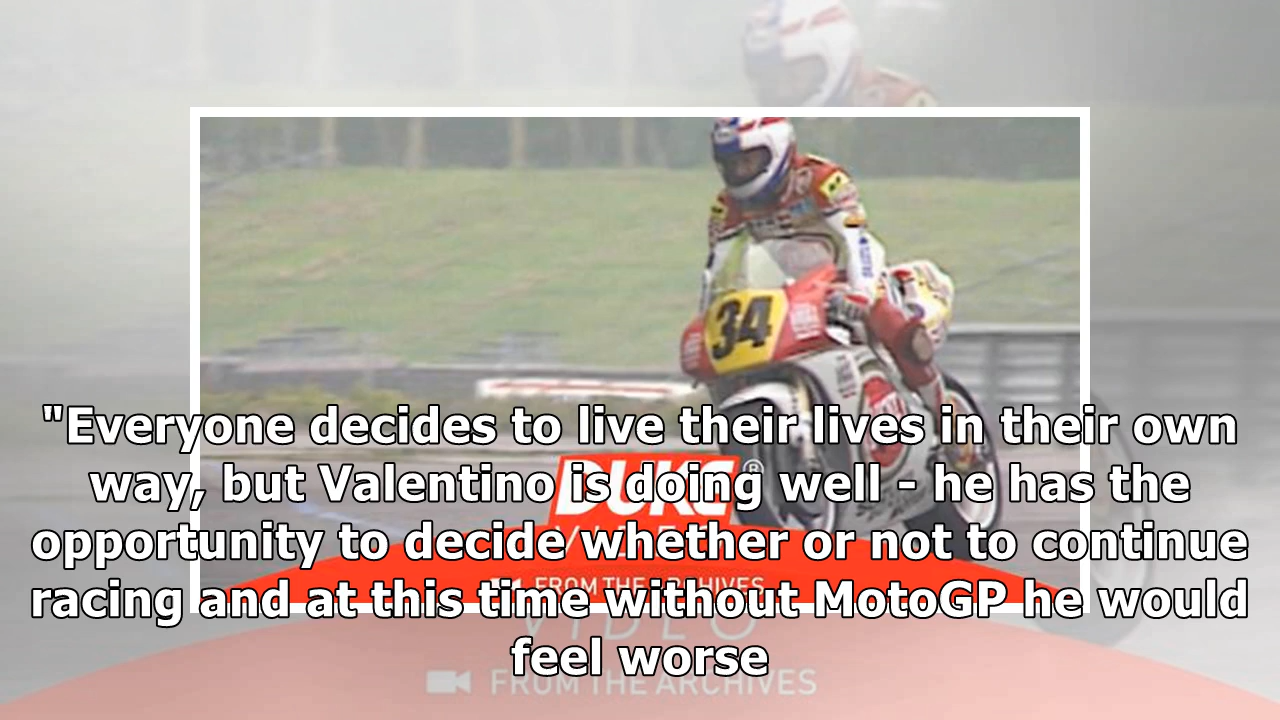 34
"Everyone decides to live their lives in their own
way, but Valentino is doing well - he has the
opportunity to decide whether or not to continue
racing and at this time without MotoGP he would
feel worse
DUKE®
VIDEO
FROM THE ARCHIVES
VIDEO
FROM THE ARCHIVES